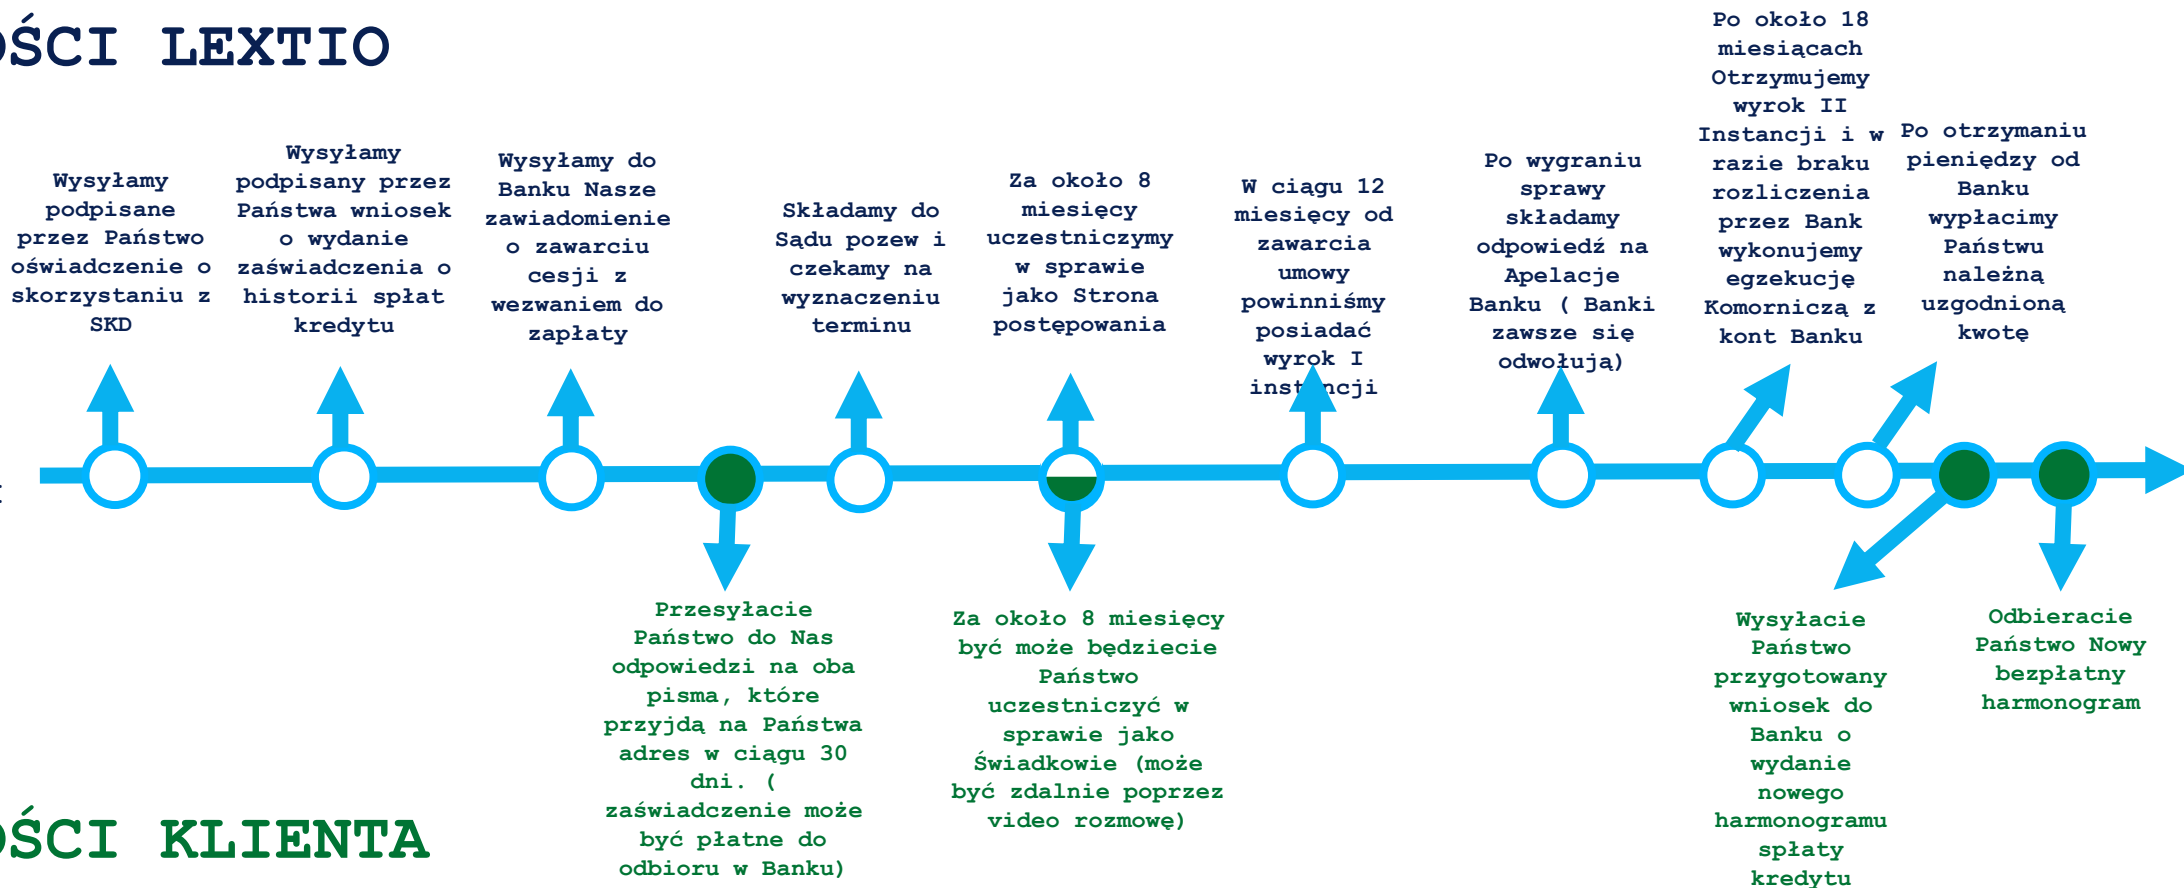 OŚCI LEXTIO
Wysyłamy
podpisane
przez Państwo
oświadczenie o
skorzystaniu z
SKD
Wysyłamy
podpisany przez
Państwa wniosek
o wydanie
zaświadczenia o
historii spłat
kredytu
Wysyłamy do
Banku Nasze
zawiadomienie
o zawarciu
cesji z
wezwaniem do
zapłaty
Składamy do
Sądu pozew i
czekamy na
wyznaczeniu
terminu
Za około 8
miesięcy
uczestniczymy
w sprawie
jako Strona
postępowania
W ciągu 12
miesięcy od
zawarcia
umowy
powinniśmy
posiadać
wyrok I
instancji
Po wygraniu
sprawy
składamy
odpowiedź na
Apelacje
Banku ( Banki
zawsze się
odwołują)
Po około 18
miesiącach
Otrzymujemy
wyrok II
Instancji i w
razie braku
rozliczenia
przez Bank
wykonujemy
egzekucję
Komorniczą z
kont Banku
Po otrzymaniu
pieniędzy od
Banku
wypłacimy
Państwu
należną
uzgodnioną
kwotę
Przesyłacie
Państwo do Nas
odpowiedzi na oba
pisma, które
przyjdą na Państwa
adres w ciągu 30
dni. (
zaświadczenie może
być płatne do
odbioru w Banku)
Za około 8 miesięcy
być może będziecie
Państwo
uczestniczyć w
sprawie jako
Świadkowie (może
być zdalnie poprzez
video rozmowę)
Wysyłacie
Państwo
przygotowany
wniosek do
Banku o
wydanie
nowego
harmonogramu
spłaty
kredytu
Odbieracie
Państwo Nowy
bezpłatny
harmonogram
OŚCI KLIENTA